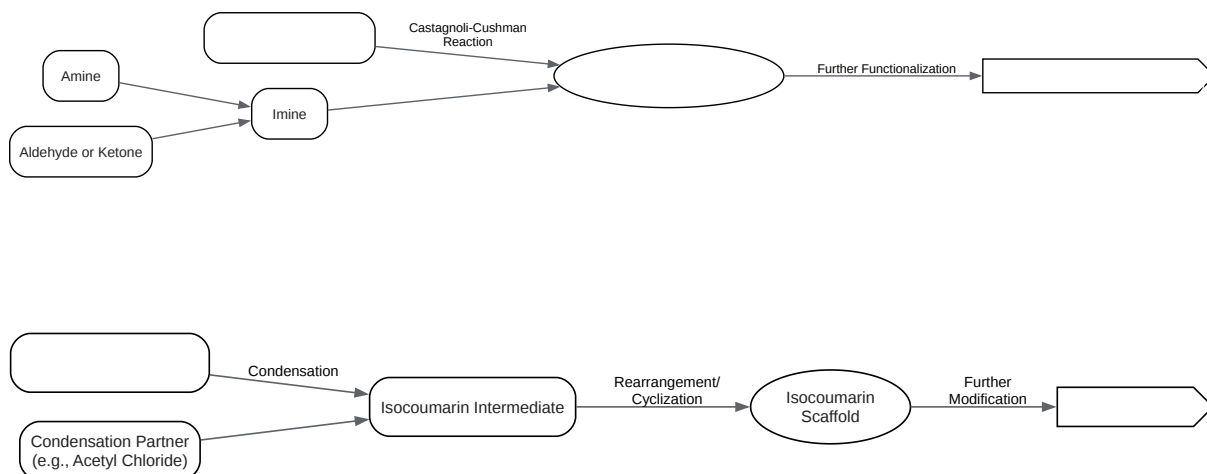 Castagnoli-Cushman
Reaction
Amine
Further Functionalization
Imine
Aldehyde or Ketone
Condensation
Rearrangement/
Cyclization
Further
Modification
Isocoumarin Intermediate
Isocoumarin
Scaffold
Condensation Partner
(e.g., Acetyl Chloride)